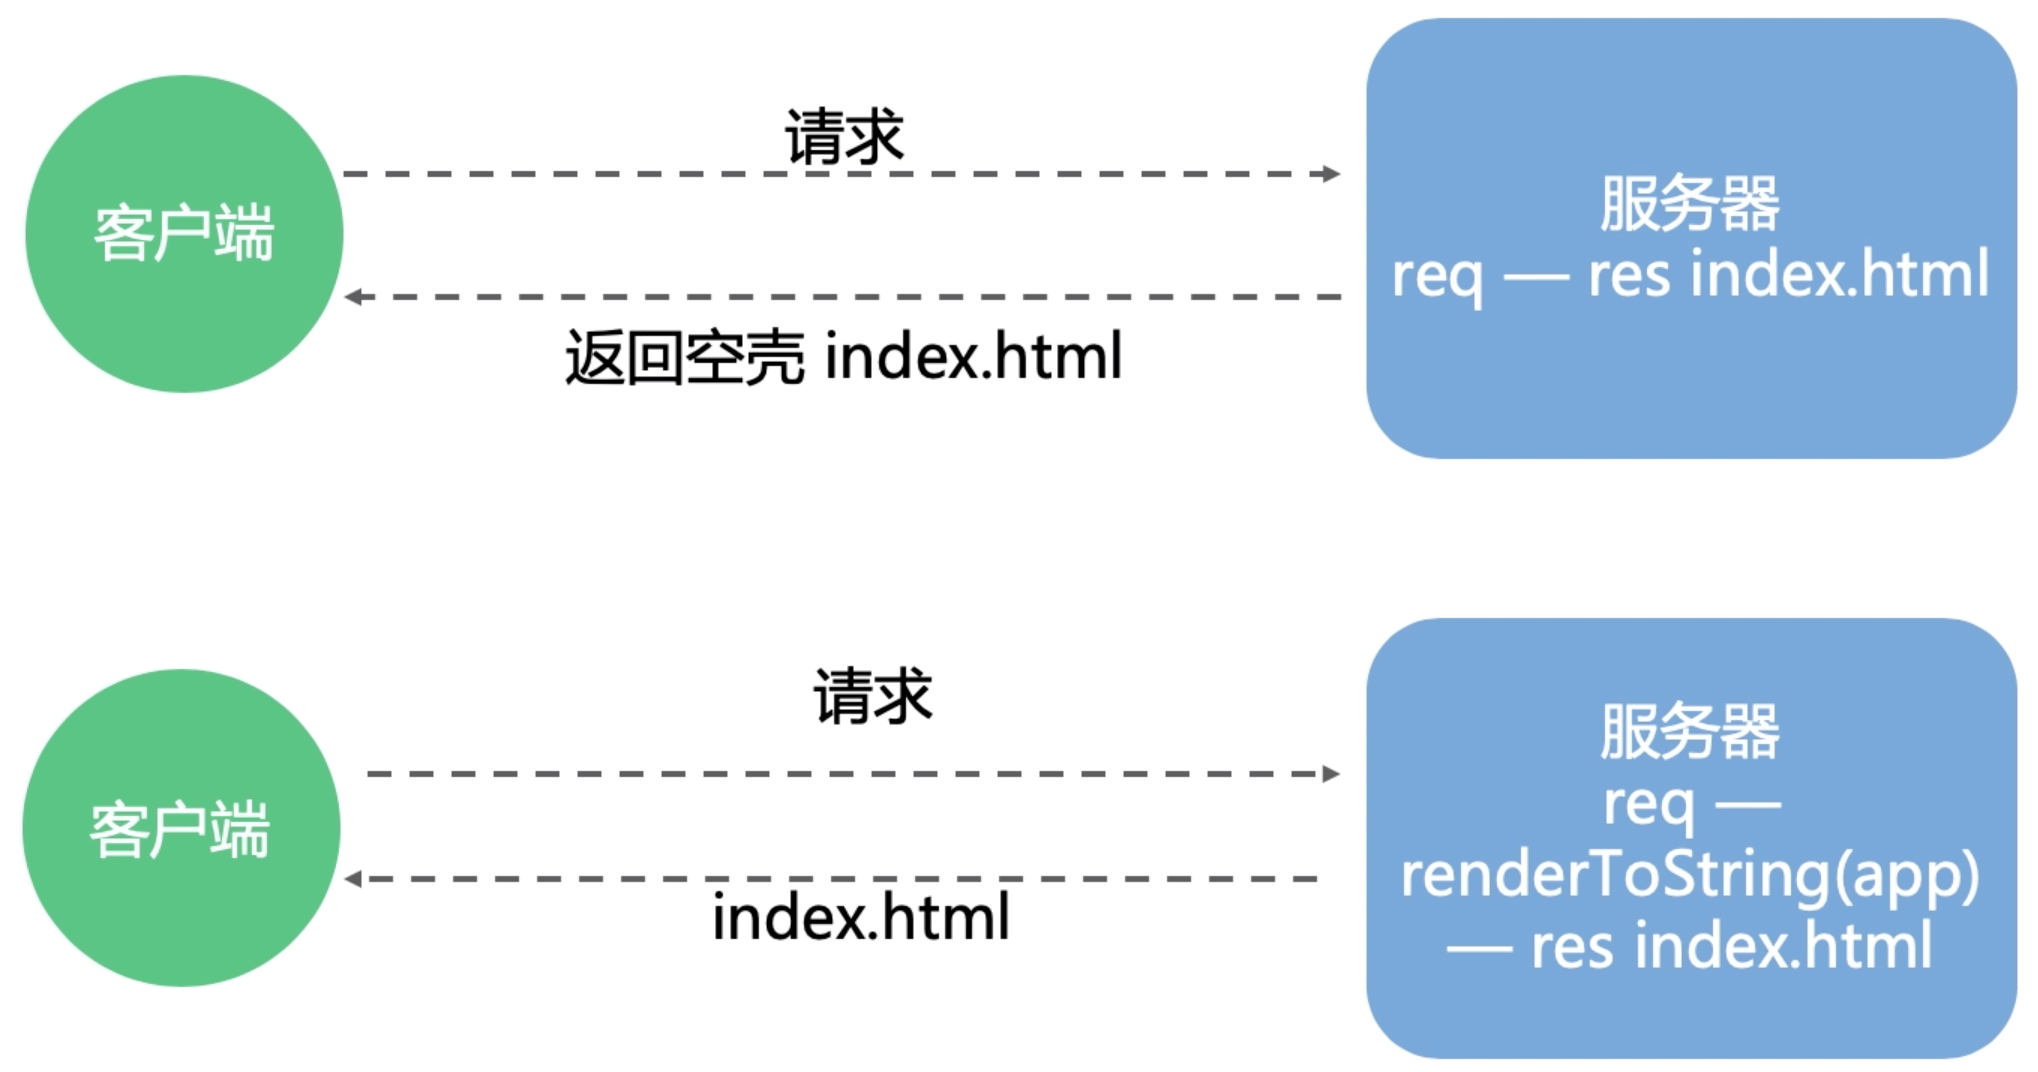 请求
客户端
服务器
req — res index.html
返回空壳 index.html
请求
客户端
服务器
req —
renderToString(app)
— res index.html
index.html